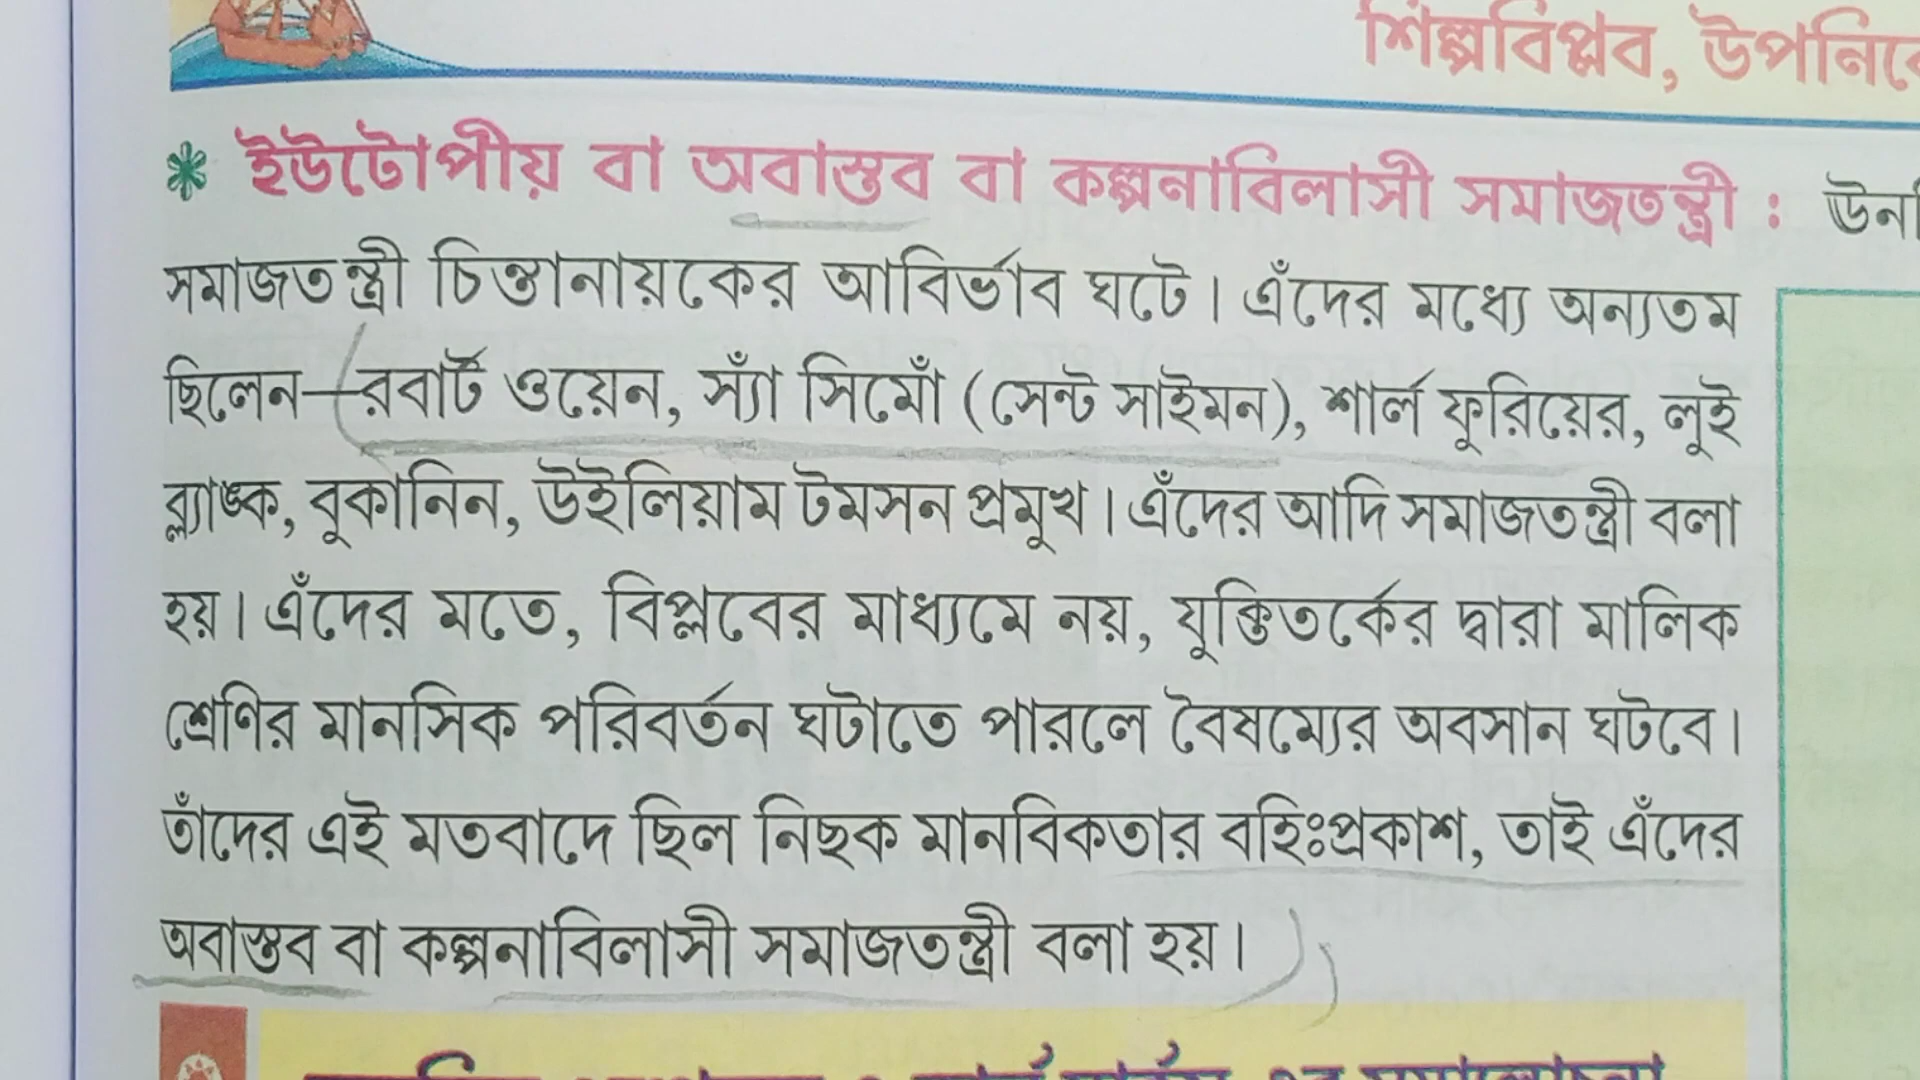 শিল্পবিপ্লব,
* ইউটোপীয় বা অবাস্তব বা কল্পনাবিলাসী সমাজতন্ত্রী :
সমাজতন্ত্রী চিন্তানায়কের আবির্ভাব ঘটে। এঁদের মধ্যে অন্যতম
ছিলেন—রবার্ট ওয়েন, স্যাঁ সিমোঁ (সেন্ট সাইমন), শার্ল ফুরিয়ের, লুই
ব্ল্যাঙ্ক, বুকানিন, উইলিয়াম টমসন প্রমুখ। এঁদের আদি সমাজতন্ত্রী বলা
হয়। এঁদের মতে, বিপ্লবের মাধ্যমে নয়, যুক্তিতর্কের দ্বারা মালিক
শ্রেণির মানসিক পরিবর্তন ঘটাতে পারলে বৈষম্যের অবসান ঘটবে।
তাঁদের এই মতবাদে ছিল নিছক মানবিকতার বহিঃপ্রকাশ, তাই এঁদের
অবাস্তব বা কল্পনাবিলাসী সমাজতন্ত্রী বলা হয়।